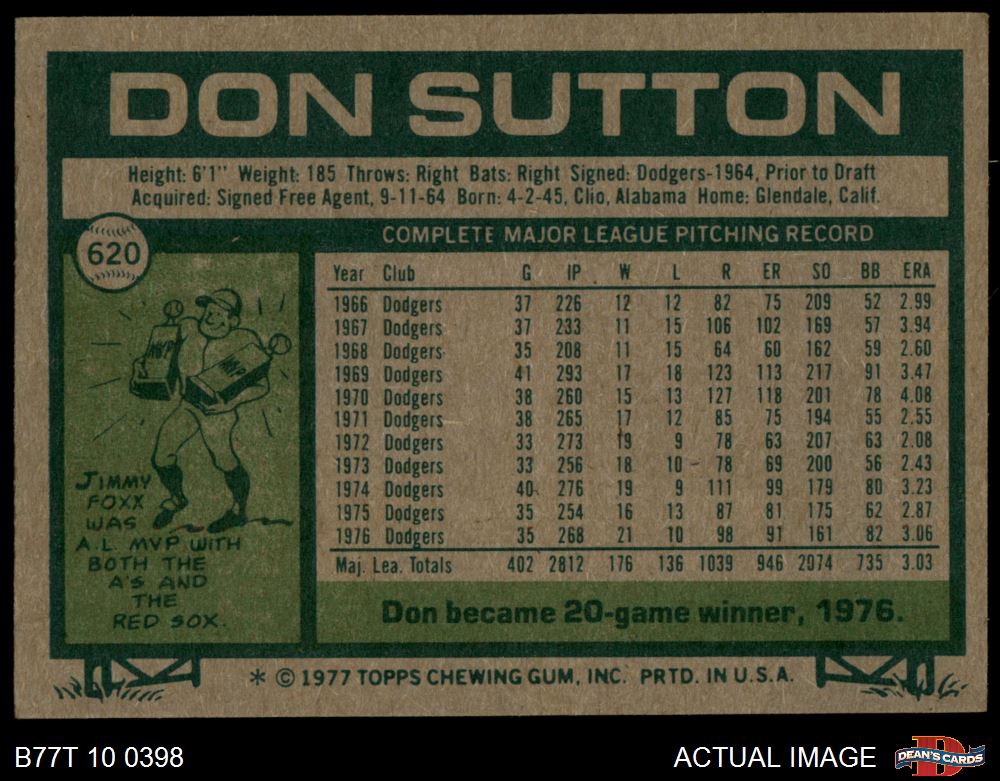 DON SUTTON
Height: 6'1" Weight: 185 Throws: Right Bats: Right Signed: Dodgers-1964, Prior to Draft
Acquired: Signed Free Agent, 9-11-64 Born: 4-2-45, Clio, Alabama Home: Glendale, Calif.
620
MVP
MVP
JIMMY
FOXX
WAS
A.L. MVP WITH
BOTH THE
A'S AND
THE
RED SOX.
COMPLETE MAJOR LEAGUE PITCHING RECORD
Year Club G IP W L R ER SO BB ERA
1966 Dodgers 37 226 12 12 82 75 209 52 2.99
1967 Dodgers 37 233 11 15 106 102 169 57 3.94
1968 Dodgers 35 208 11 15 64 60 162 59 2.60
1969 Dodgers 41 293 17 18 123 113 217 91 3.47
1970 Dodgers 38 260 15 13 127 118 201 78 4.08
1971 Dodgers 38 265 17 12 85 75 194 55 2.55
1972 Dodgers 33 273 19 9 78 63 207 63 2.08
1973 Dodgers 33 256 18 10 78 69 200 56 2.43
1974 Dodgers 40 276 19 9 111 99 179 80 3.23
1975 Dodgers 35 254 16 13 87 81 175 62 2.87
1976 Dodgers 35 268 21 10 98 91 161 82 3.06
Maj. Lea. Totals 402 2812 176 136 1039 946 2074 735 3.03
Don became 20-game winner, 1976.
* © 1977 TOPPS CHEWING GUM, INC. PRTD. IN U.S.A.
B77T 10 0398
ACTUAL IMAGE
DEAN'S CARDS